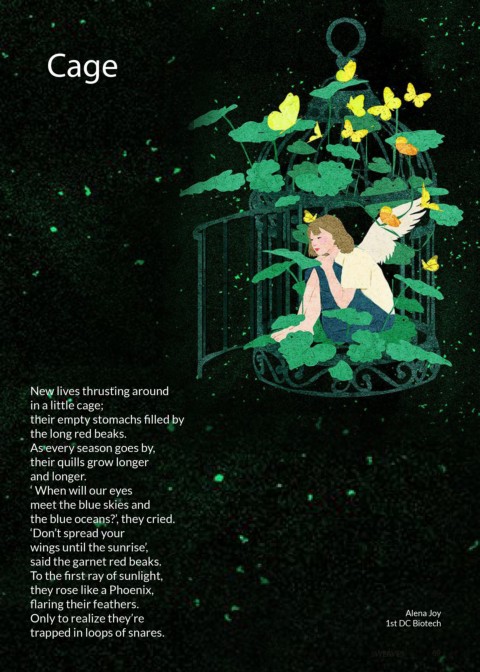 Cage
New lives thrusting around
in a little cage;
their empty stomachs filled by
the long red beaks.
As every season goes by,
their quills grow longer
and longer.
‘ When will our eyes
meet the blue skies and
the blue oceans?’, they cried.
‘Don’t spread your
wings until the sunrise’,
said the garnet red beaks.
To the first ray of sunlight,
they rose like a Phoenix,
flaring their feathers.
Only to realize they’re
trapped in loops of snares.
Alena Joy
1st DC Biotech